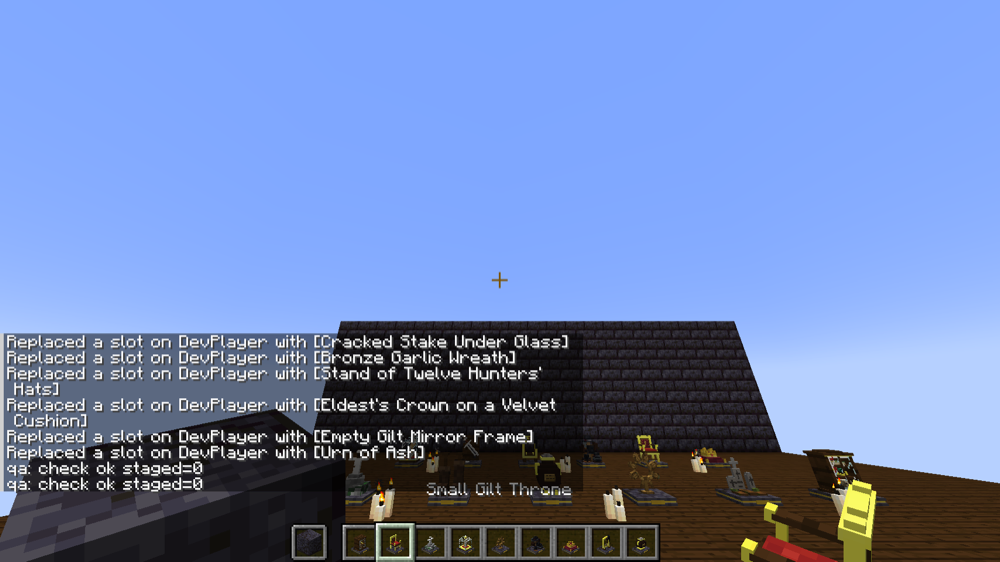 Replaced a slot on DevPlayer with [Cracked Stake Under Glass]
Replaced a slot on DevPlayer with [Bronze Garlic Wreath]
Replaced a slot on DevPlayer with [Stand of Twelve Hunters'
Hats]
Replaced a slot on DevPlayer with [Eldest's Crown on a Velvet
Cushion]
Replaced a slot on DevPlayer with [Empty Gilt Mirror Frame]
Replaced a slot on DevPlayer with [Urn of Ash]
qa: check ok staged=0
qa: check ok staged=0
Small Gilt Throne